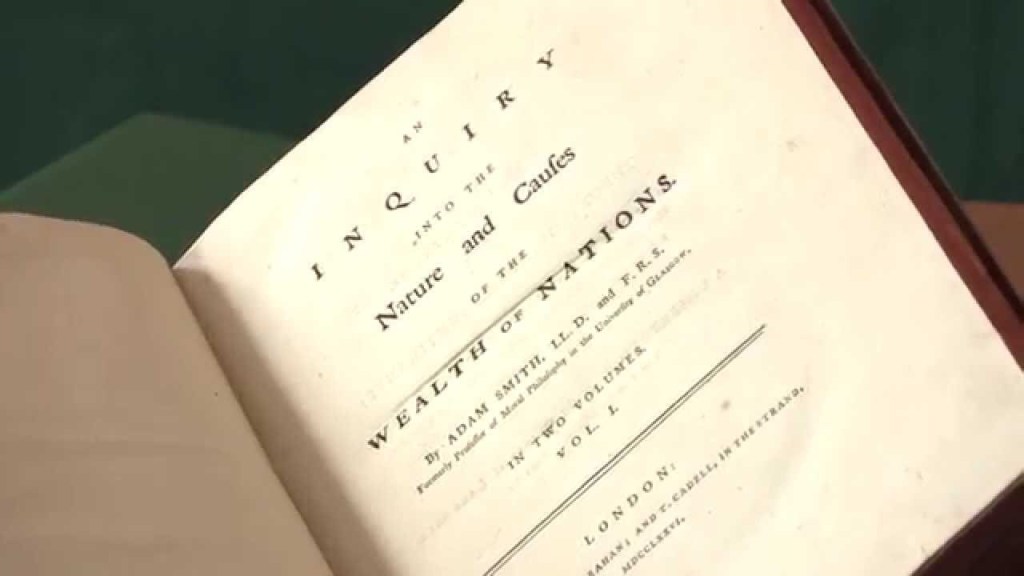 AN
INQUIRY
INTO THE
Nature and Cauſes
OF THE
WEALTH OF NATIONS.
By ADAM SMITH, LL. D. and F. R. S.
Formerly Profeſſor of Moral Philoſophy in the Univerſity of GLASGOW.
IN TWO VOLUMES.
VOL. I.
LONDON:
AHAN; AND T. CADELL, IN THE STRAND.
MDCCLXXVI.